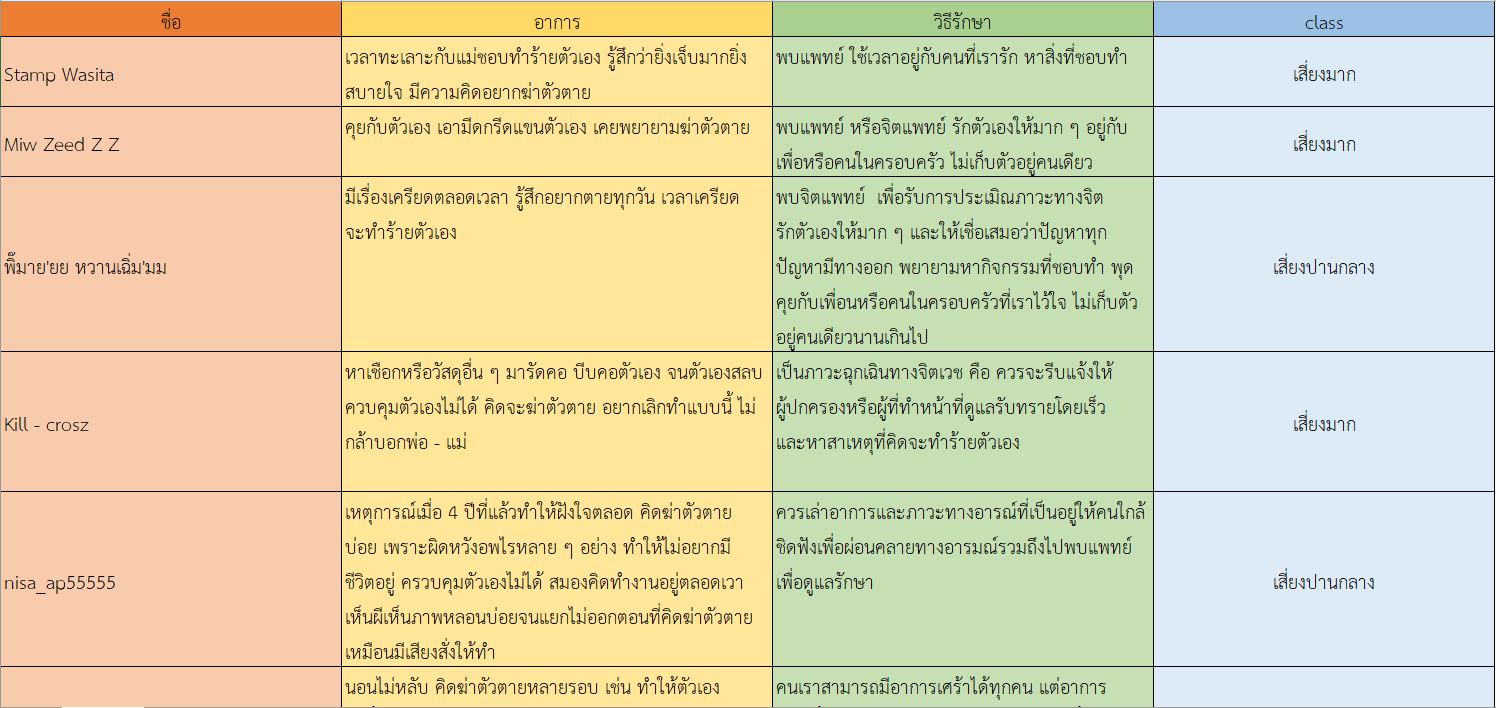 ชื่อ
อาการ
วิธีรักษา
class
Stamp Wasita
เวลาทะเลาะกับแม่ชอบทำร้ายตัวเอง รู้สึกว่ายิ่งเจ็บมากยิ่ง
สบายใจ มีความคิดอยากฆ่าตัวตาย
พบแพทย์ ใช้เวลาอยู่กับคนที่เรารัก หาสิ่งที่ชอบทำ
เสี่ยงมาก
Miw Zeed Z Z
คุยกับตัวเอง เอามีดกรีดแขนตัวเอง เคยพยายามฆ่าตัวตาย
พบแพทย์ หรือจิตแพทย์ รักตัวเองให้มาก ๆ อยู่กับ
เพื่อหรือคนในครอบครัว ไม่เก็บตัวอยู่คนเดียว
เสี่ยงมาก
พิ๊มาย'ยย หวานเฉิ่ม'มม
มีเรื่องเครียดตลอดเวลา รู้สึกอยากตายทุกวัน เวลาเครียด
จะทำร้ายตัวเอง
พบจิตแพทย์ เพื่อรับการประเมิณภาวะทางจิต
รักตัวเองให้มาก ๆ และให้เชื่อเสมอว่าปัญหาทุก
ปัญหามีทางออก พยายามหากิจกรรมที่ชอบทำ พุด
คุยกับเพื่อนหรือคนในครอบครัวที่เราไว้ใจ ไม่เก็บตัว
อยู่คนเดียวนานเกินไป
เสี่ยงปานกลาง
Kill - crosz
หาเชือกหรือวัสดุอื่น ๆ มารัดคอ บีบคอตัวเอง จนตัวเองสลบ
ควบคุมตัวเองไม่ได้ คิดจะฆ่าตัวตาย อยากเลิกทำแบบนี้ ไม่
กล้าบอกพ่อ - แม่
เป็นภาวะฉุกเฉินทางจิตเวช คือ ควรจะรีบแจ้งให้
ผู้ปกครองหรือผู้ที่ทำหน้าที่ดูแลรับทรายโดยเร็ว
และหาสาเหตุที่คิดจะทำร้ายตัวเอง
เสี่ยงมาก
nisa_ap55555
เหตุการณ์เมื่อ 4 ปีที่แล้วทำให้ฝังใจตลอด คิดฆ่าตัวตาย
บ่อย เพราะผิดหวังอพไรหลาย ๆ อย่าง ทำให้ไม่อยากมี
ชีวิตอยู่ ครวบคุมตัวเองไม่ได้ สมองคิดทำงานอยู่ตลอดเวา
เห็นผีเห็นภาพหลอนบ่อยจนแยกไม่ออกตอนที่คิดฆ่าตัวตาย
เหมือนมีเสียงสั่งให้ทำ
ควรเล่าอาการและภาวะทางอารณ์ที่เป็นอยู่ให้คนใกล้
ชิดฟังเพื่อผ่อนคลายทางอารมณ์รวมถึงไปพบแพทย์
เพื่อดูแลรักษา
เสี่ยงปานกลาง
นอนไม่หลับ คิดฆ่าตัวตายหลายรอบ เช่น ทำให้ตัวเอง
คนเราสามารถมีอาการเศร้าได้ทุกคน แต่อาการ